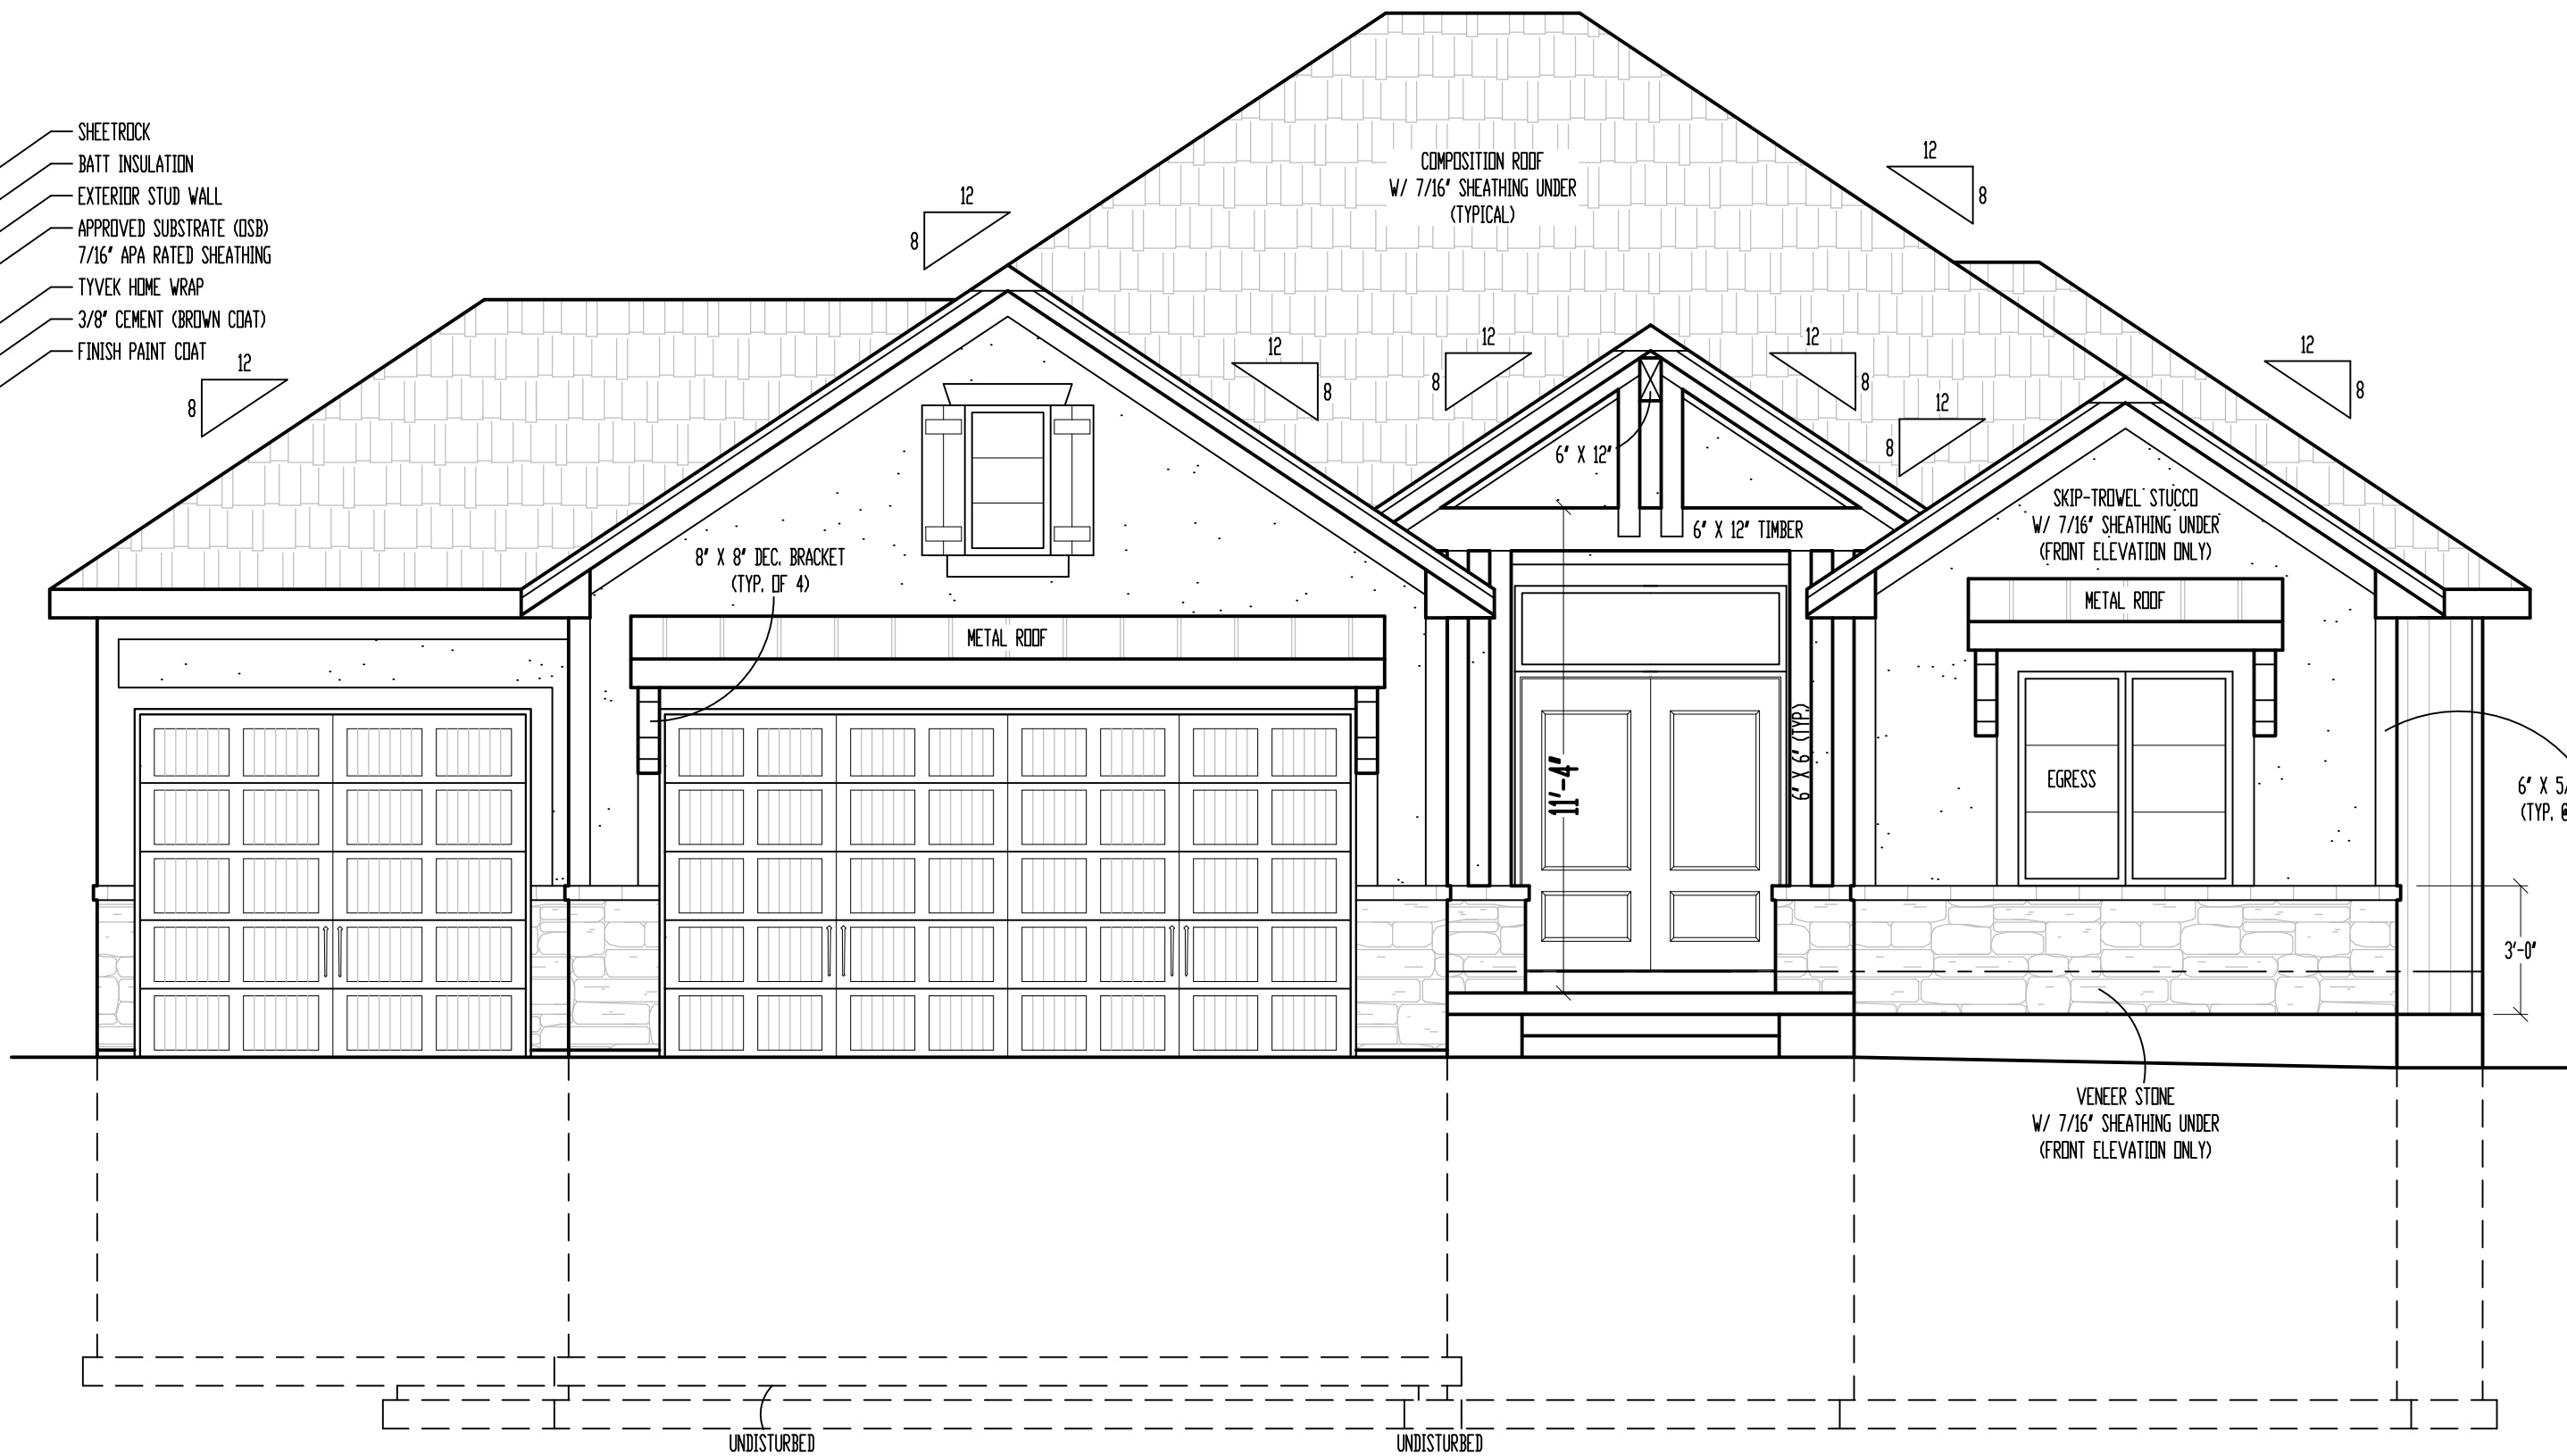 SHEETROCK
BATT INSULATION
EXTERIOR STUD WALL
APPROVED SUBSTRATE (OSB)
7/16" APA RATED SHEATHING
TYVEK HOME WRAP
3/8" CEMENT (BROWN COAT)
FINISH PAINT COAT
12
8
12
8
COMPOSITION ROOF
W/ 7/16" SHEATHING UNDER
(TYPICAL)
12
8
12
8
12
8
12
8
12
8
12
8
6" X 12"
6" X 12" TIMBER
8" X 8" DEC. BRACKET
(TYP. OF 4)
METAL ROOF
SKIP-TROWEL STUCCO
W/ 7/16" SHEATHING UNDER
(FRONT ELEVATION ONLY)
METAL ROOF
11'-4"
6" X 6" (TYP.)
EGRESS
6" X 5/
(TYP. @
3'-0"
VENEER STONE
W/ 7/16" SHEATHING UNDER
(FRONT ELEVATION ONLY)
UNDISTURBED
UNDISTURBED